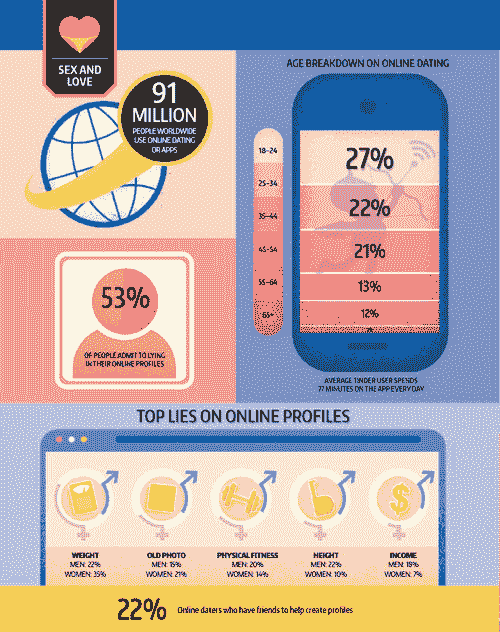 SEX AND
LOVE
91
MILLION
PEOPLE WORLDWIDE
USE ONLINE DATING
OR APPS
53%
OF PEOPLE ADMIT TO LYING
IN THEIR ONLINE PROFILES
AGE BREAKDOWN ON ONLINE DATING
18-24
25-34
35-44
45-54
55-64
65+
27%
22%
21%
13%
12%
AVERAGE TINDER USER SPENDS
77 MINUTES ON THE APP EVERY DAY
TOP LIES ON ONLINE PROFILES
WEIGHT
MEN: 22%
WOMEN: 35%
OLD PHOTO
MEN: 15%
WOMEN: 21%
PHYSICAL FITNESS
MEN: 20%
WOMEN: 14%
HEIGHT
MEN: 22%
WOMEN: 10%
INCOME
WOMEN: 7%
22% Online daters who have friends to help create profiles